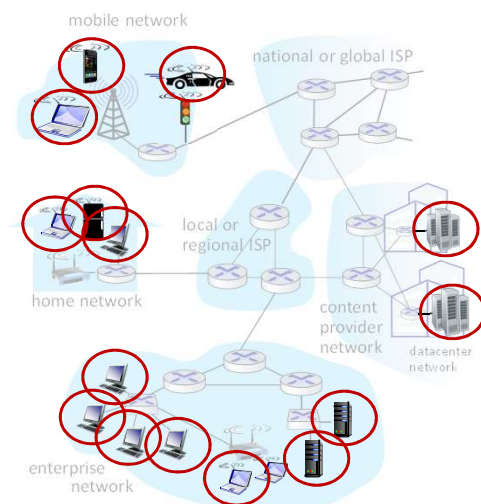 mobile network
national or global ISP
local or
regional ISP
home network
content
provider
network
datacenter
network
enterprise
network